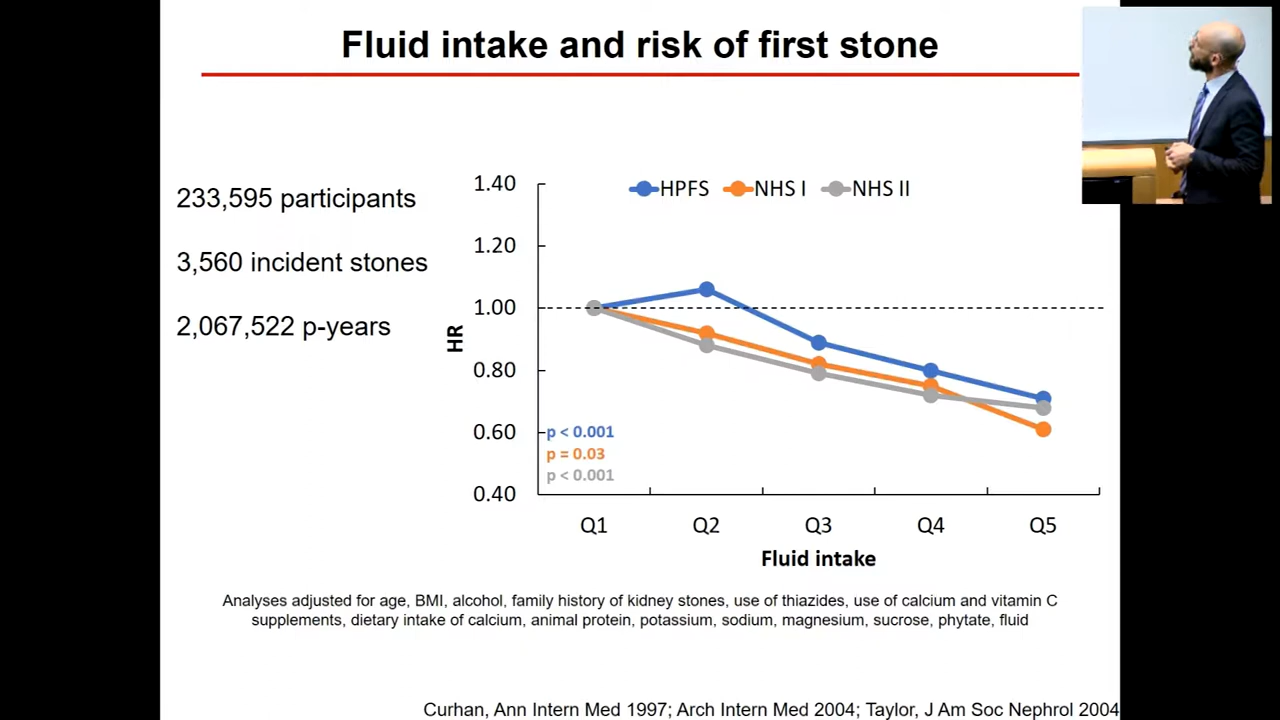 Fluid intake and risk of first stone
233,595 participants
3,560 incident stones
2,067,522 p-years
HPFS NHS I NHS II
1.40
1.20
1.00
0.80
0.60
0.40
HR
p < 0.001
p = 0.03
p < 0.001
Q1 Q2 Q3 Q4 Q5
Fluid intake
Analyses adjusted for age, BMI, alcohol, family history of kidney stones, use of thiazides, use of calcium and vitamin C
supplements, dietary intake of calcium, animal protein, potassium, sodium, magnesium, sucrose, phytate, fluid
Curhan, Ann Intern Med 1997; Arch Intern Med 2004; Taylor, J Am Soc Nephrol 2004